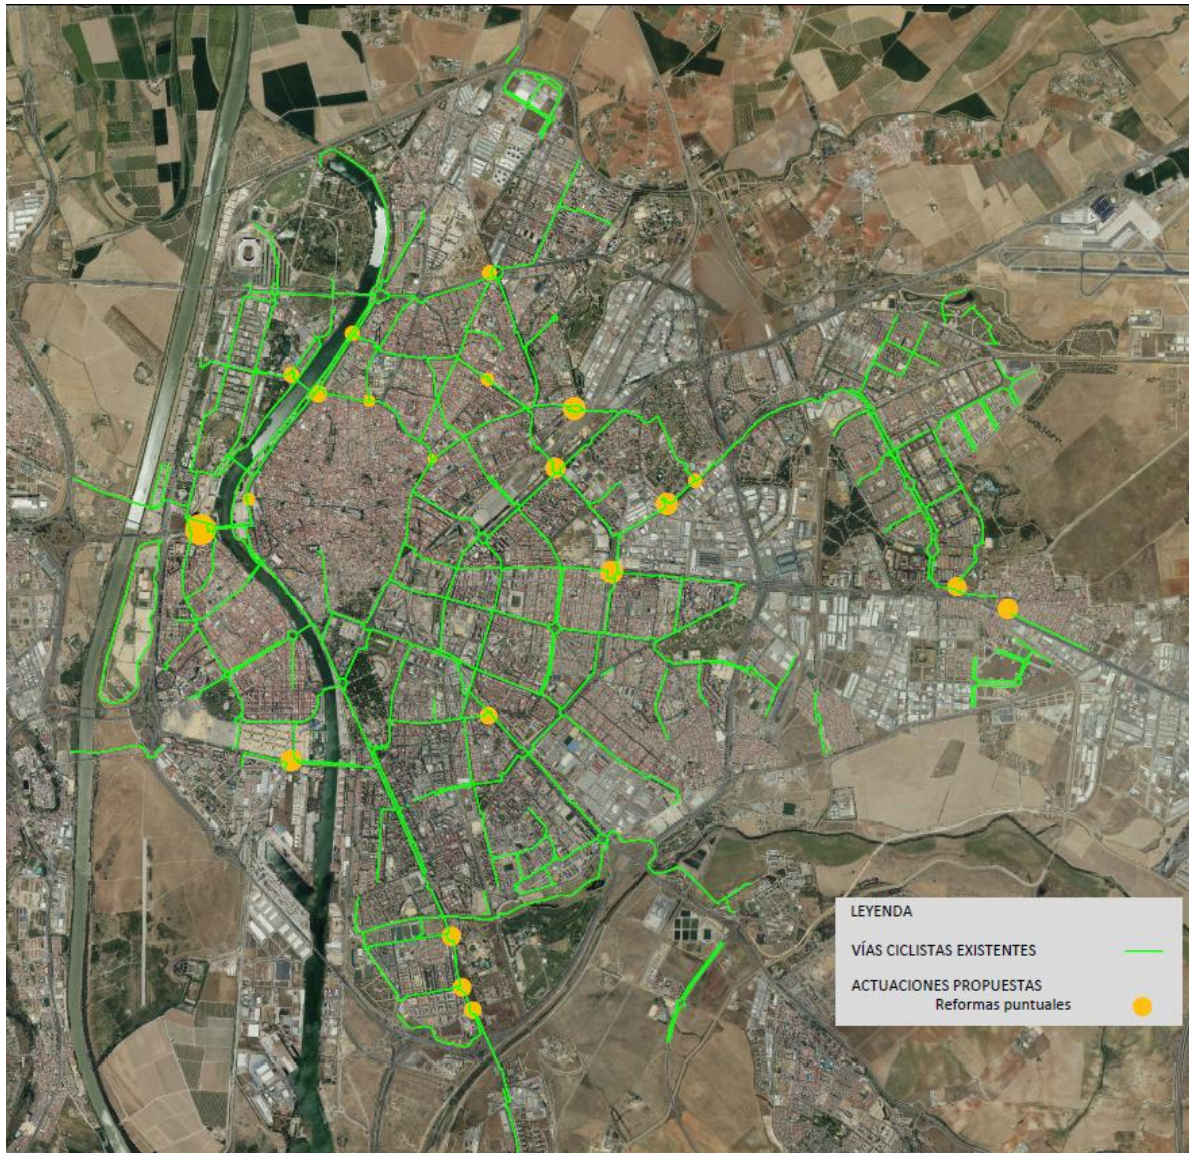 LEYENDA
VÍAS CICLISTAS EXISTENTES
ACTUACIONES PROPUESTAS
Reformas puntuales